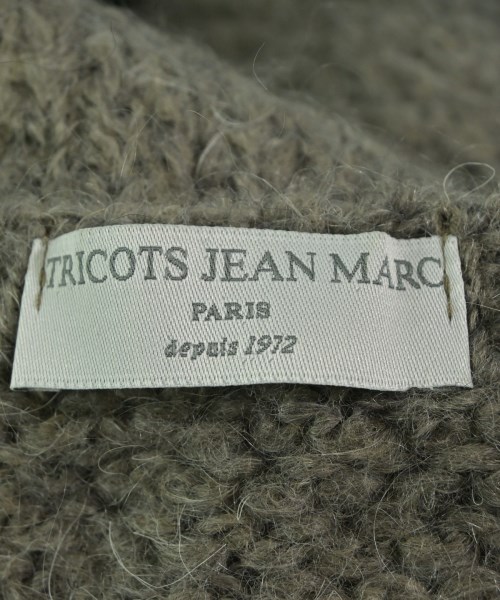 TRICOTS JEAN MARC
PARIS
depuis 1972